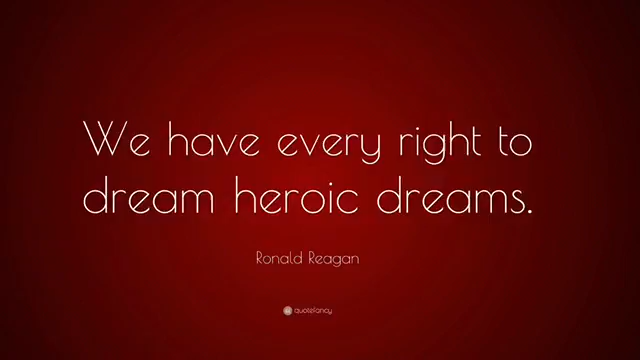 We have every right to
dream heroic dreams.
Ronald Reagan
quotefancy